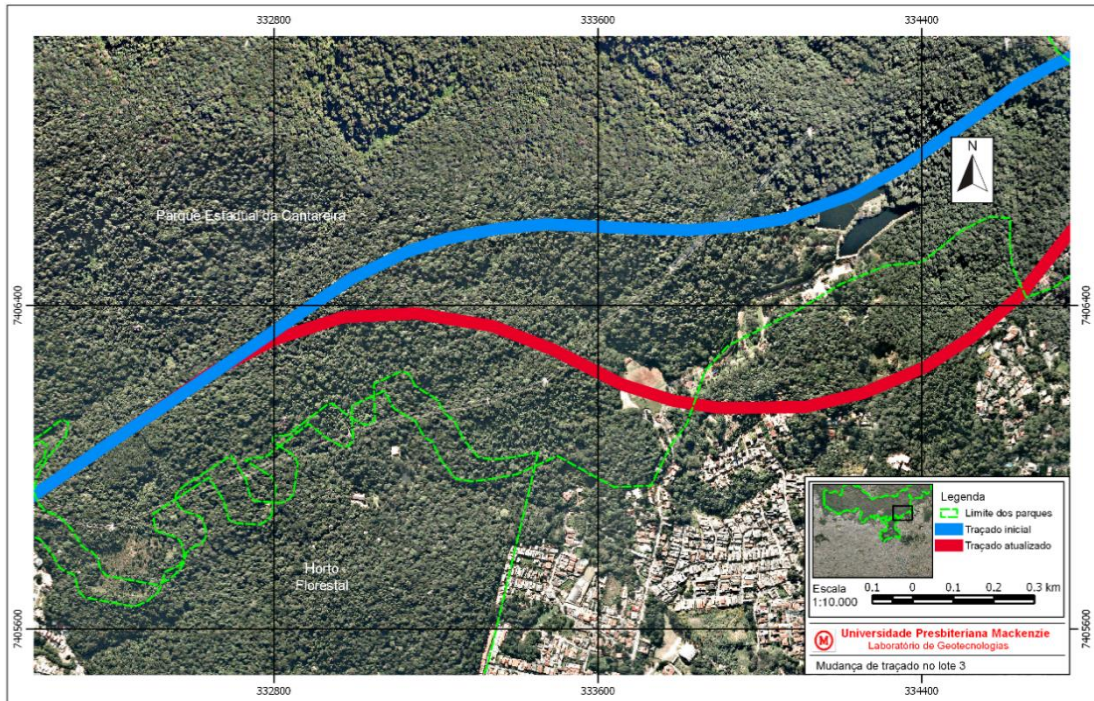 332800
333600
334400
7406400
7406400
7405600
7405600
N
Parque Estadual da Cantareira
Horto
Florestal
Legenda
Limite dos parques
Traçado inicial
Traçado atualizado
Escala
1:10.000
0.1 0 0.1 0.2 0.3 km
M
Universidade Presbiteriana Mackenzie
Laboratório de Geotecnologias
Mudança de traçado no lote 3
332800
333600
334400